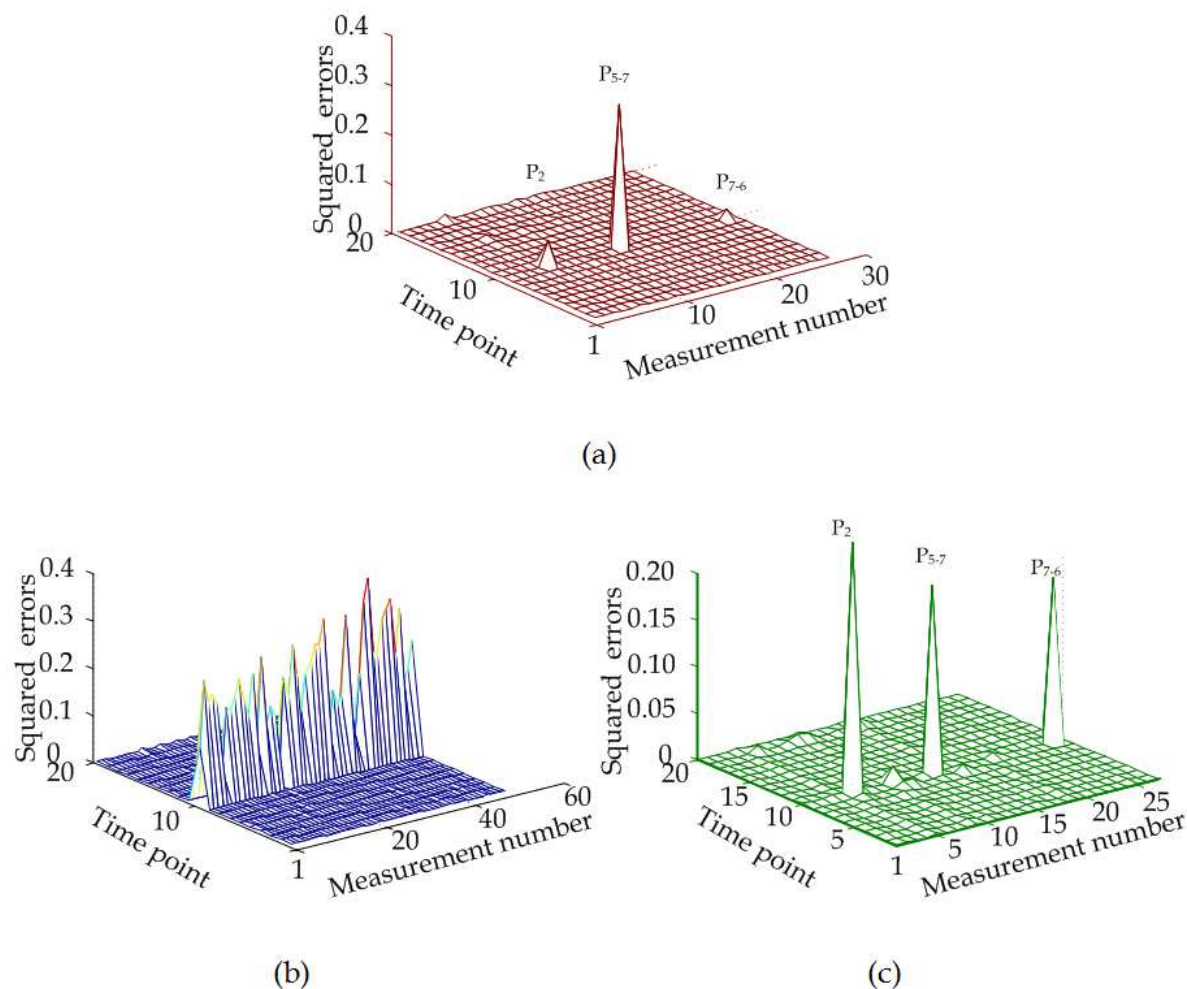 0.4
0.3
0.2
0.1
0
Squared errors
P5-7
P2
P7-6
20
10
1
Time point
10
20
30
Measurement number
(a)
0.4
0.3
0.2
0.1
0
Squared errors
20
10
1
Time point
20
40
60
Measurement number
(b)
P2
P5-7
P7-6
0.20
0.15
0.10
0.05
0
Squared errors
20
15
10
5
1
Time point
5
10
15
20
25
Measurement number
(c)